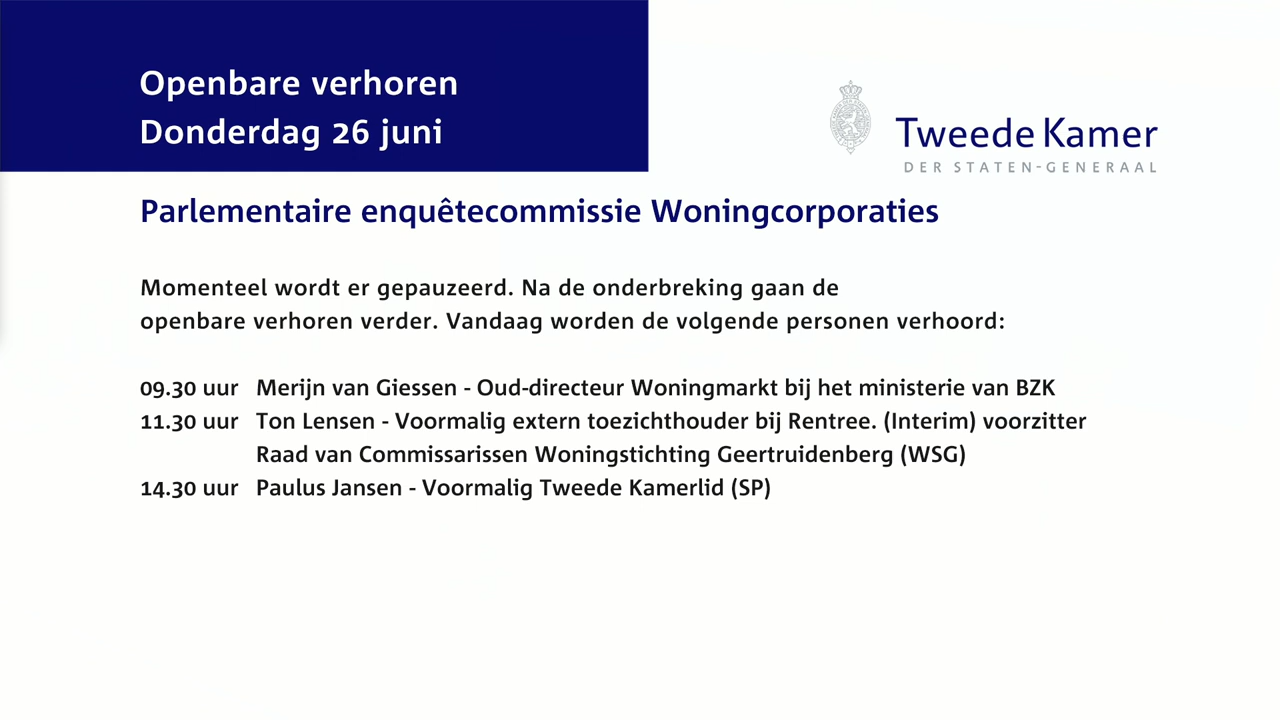 Openbare verhoren
Donderdag 26 juni
Tweede Kamer
DER STATEN-GENERAAL
Parlementaire enquêtecommissie Woningcorporaties
Momenteel wordt er gepauzeerd. Na de onderbreking gaan de
openbare verhoren verder. Vandaag worden de volgende personen verhoord:
09.30 uur Merijn van Giessen - Oud-directeur Woningmarkt bij het ministerie van BZK
11.30 uur Ton Lensen - Voormalig extern toezichthouder bij Rentree. (Interim) voorzitter
Raad van Commissarissen Woningstichting Geertruidenberg (WSG)
14.30 uur Paulus Jansen - Voormalig Tweede Kamerlid (SP)